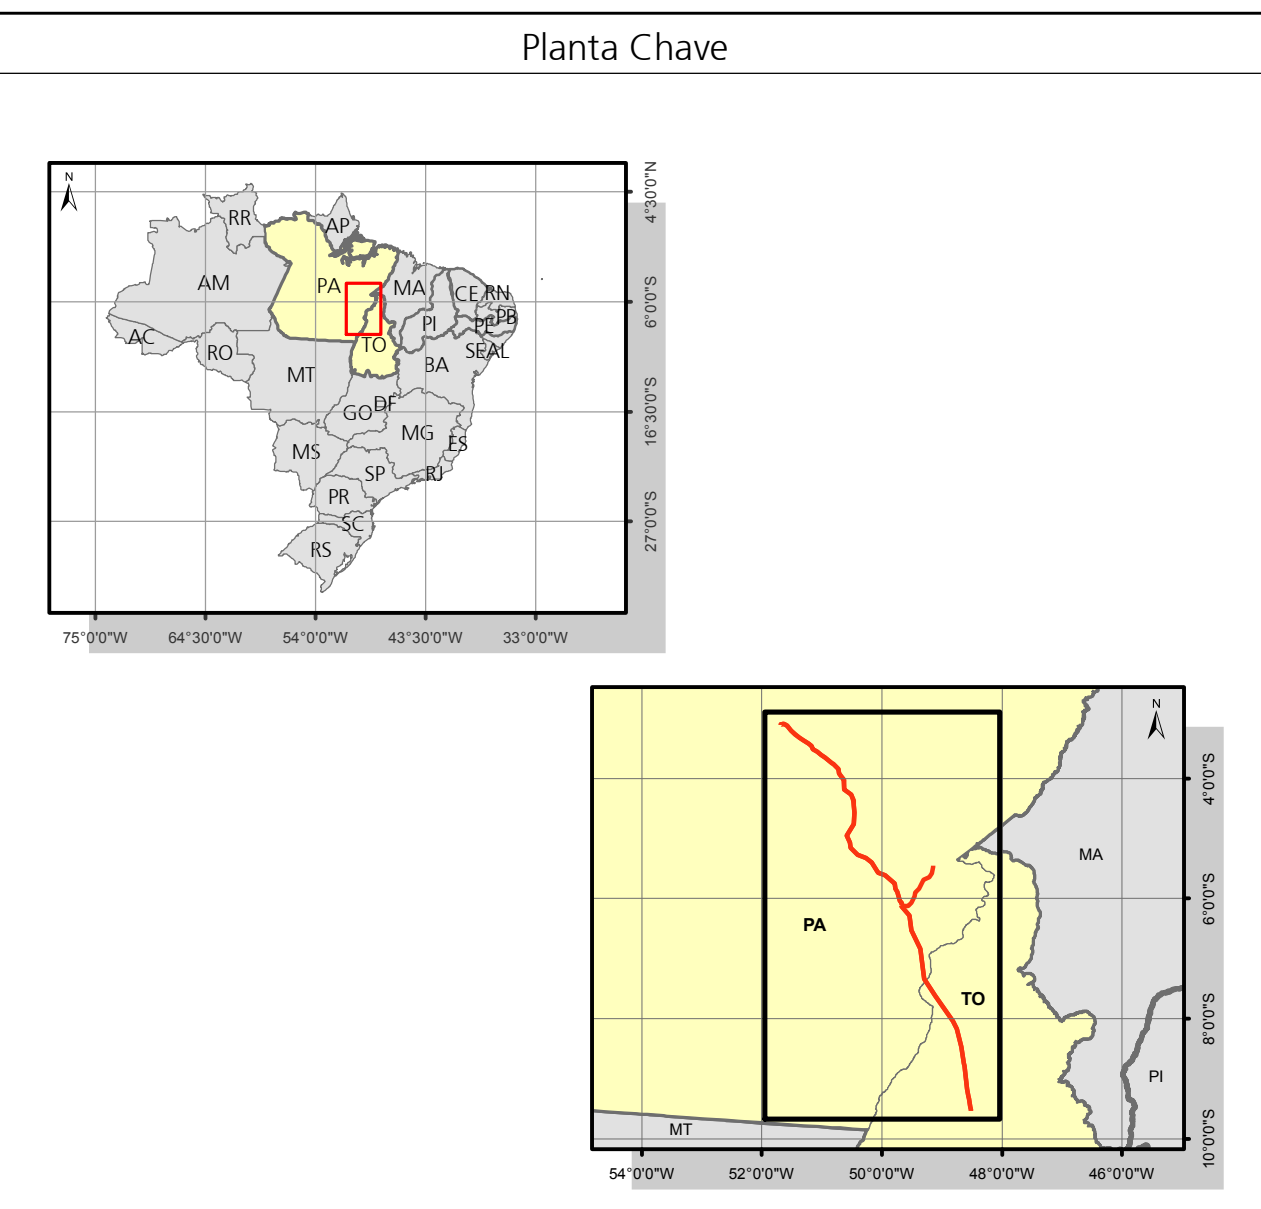 Planta Chave
N
4°30'0"N
RR
AP
AM
PA
MA
CE
RN
6°0'0"S
PB
PI
PE
AC
TO
RO
SE
AL
BA
MT
DF
GO
16°30'0"S
MG
ES
MS
SP
RJ
PR
SC
27°0'0"S
RS
75°0'0"W 64°30'0"W 54°0'0"W 43°30'0"W 33°0'0"W
N
4°0'0"S
MA
6°0'0"S
PA
TO
8°0'0"S
PI
MT
10°0'0"S
54°0'0"W 52°0'0"W 50°0'0"W 48°0'0"W 46°0'0"W